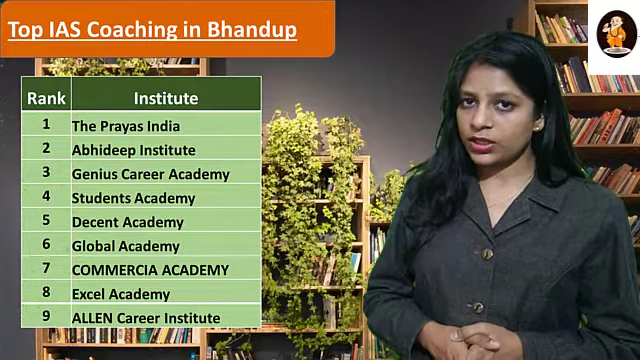 Top IAS Coaching in Bhandup
Rank Institute
1 The Prayas India
2 Abhideep Institute
3 Genius Career Academy
4 Students Academy
5 Decent Academy
6 Global Academy
7 COMMERCIA ACADEMY
8 Excel Academy
9 ALLEN Career Institute